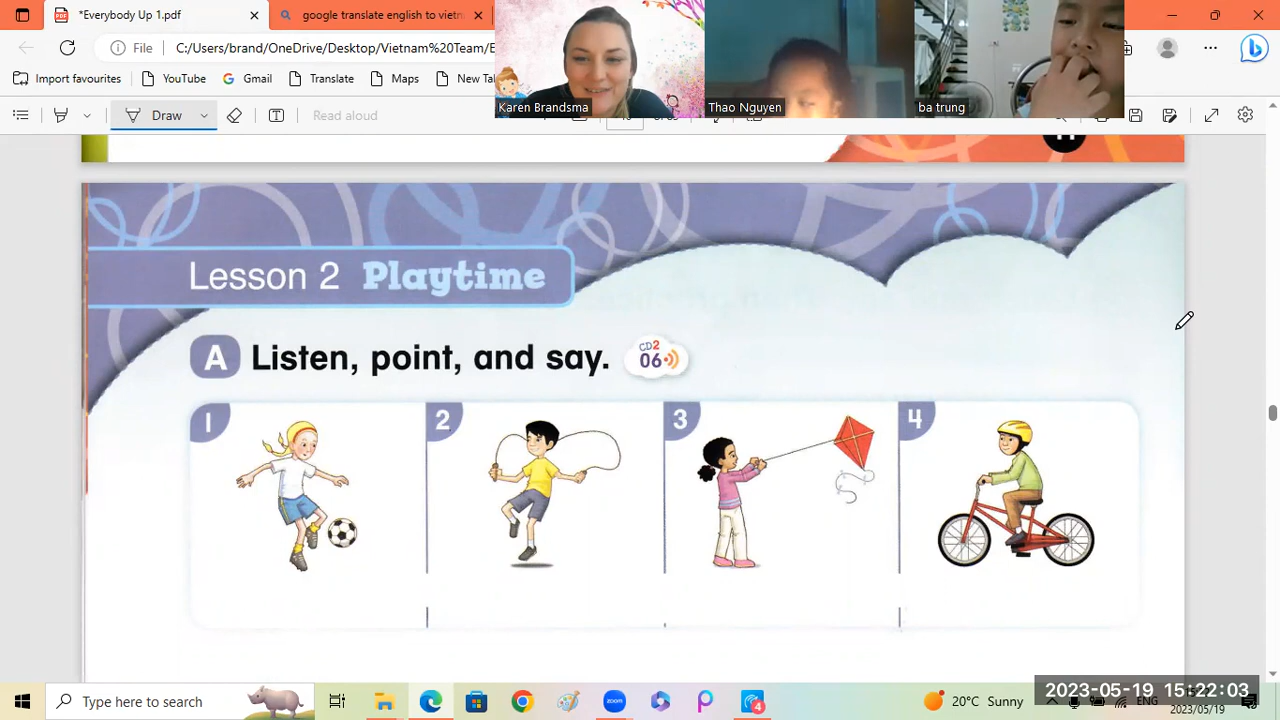 *Everybody Up 1.pdf
google translate english to vietn
File
C:/Users/brand/OneDrive/Desktop/Vietnam%20Team/E
Import favourites
YouTube
Gmail
Translate
Maps
New Ta
Draw
Read aloud
Karen Brandsma
Thao Nguyen
ba trung
Lesson 2 Playtime
A Listen, point, and say. CD2 06
1
2
3
4
Type here to search
4
20°C Sunny
ENG
2023-05-19 15:22:03
2023/05/19